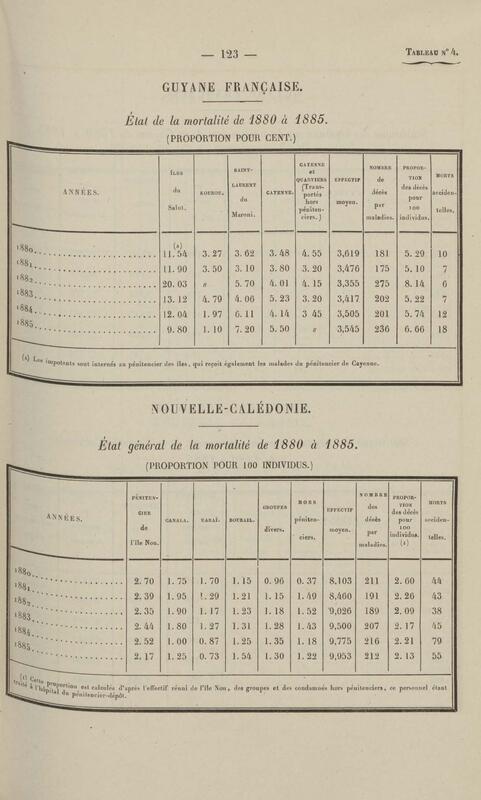 — 123 —
TABLEAU N° 4.
GUYANE FRANÇAISE.
État de la mortalité de 1880 à 1885.
(PROPORTION POUR CENT.)
ANNÉES. ÎLES du Salut. KOUROU. SAINT-LAURENT du Maroni. CAYENNE. CAYENNE et QUARTIERS (Transportés hors pénitenciers.) EFFECTIF moyen. NOMBRE de décès par maladies. PROPORTION des décès pour 100 individus. MORTS accidentelles.
1880 (a) 11.54 3.27 3.62 3.48 4.55 3,619 181 5.29 10
1881 11.90 3.50 3.10 3.80 3.20 3,476 175 5.10 7
1882 20.03 // 5.70 4.01 4.15 3,355 275 8.14 6
1883 13.12 4.79 4.06 5.23 3.20 3,417 202 5.22 7
1884 12.04 1.97 6.11 4.14 3 45 3,505 201 5.74 12
1885 9.80 1.10 7.20 5.50 // 3,545 236 6.66 18
(a) Les impotents sont internés au pénitencier des îles, qui reçoit également les malades du pénitencier de Cayenne.
NOUVELLE-CALÉDONIE.
État général de la mortalité de 1880 à 1885.
(PROPORTION POUR 100 INDIVIDUS.)
ANNÉES. PÉNITENCIER de l'île Nou. CANALA. BOURAIL. GROUPES divers. HORS pénitenciers. EFFECTIF moyen. NOMBRE des décès par maladies. PROPORTION des décès pour 100 individus. (1) MORTS accidentelles.
1880 2.70 1.75 1.70 1.15 0.96 0.37 8,103 211 2.60 44
1881 2.39 1.95 1.29 1.21 1.15 1.49 8,460 191 2.26 43
1882 2.35 1.90 1.17 1.23 1.18 1.52 9,026 189 2.09 38
1883 2.44 1.80 1.27 1.31 1.28 1.43 9,500 207 2.17 45
1884 2.52 1.00 0.87 1.25 1.35 1.18 9,775 216 2.21 79
1885 2.17 1.25 0.73 1.54 1.30 1.22 9,953 212 2.13 55
(1) Cette proportion est calculée d'après l'effectif réuni de l'île Nou, des groupes et des condamnés hors pénitenciers, ce personnel étant
traité à l'hôpital du pénitencier-dépôt.